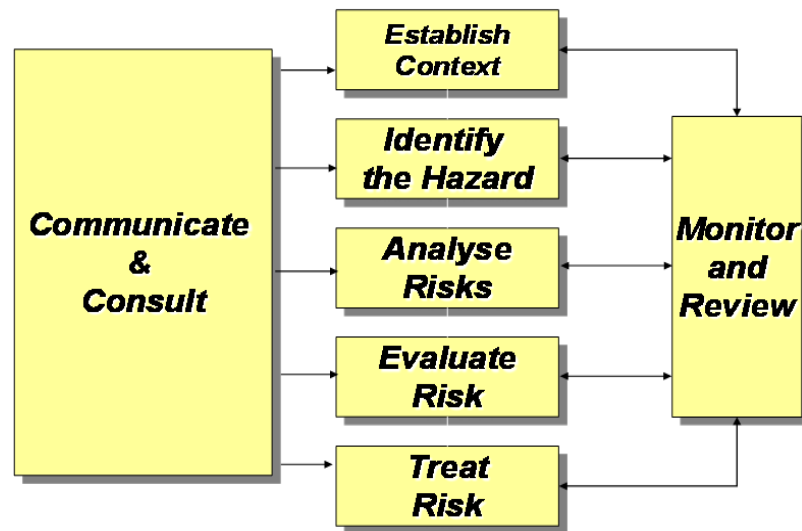 Establish
Context
Identify
the Hazard
Communicate
&
Consult
Analyse
Risks
Monitor
and
Review
Evaluate
Risk
Treat
Risk